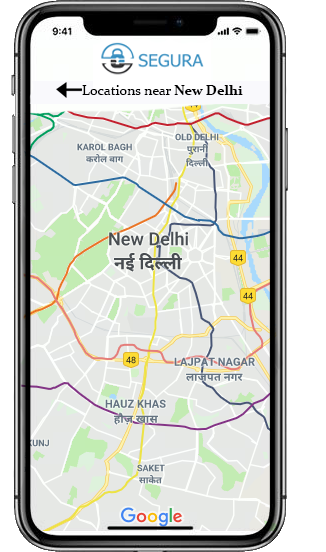 9:41
SEGURA
Locations near New Delhi
KAROL BAGH
करोल बाग
OLD DELHI
पुरानी
दिल्ली
New Delhi
नई दिल्ली
44
44
48
LAJPAT NAGAR
लाजपत नगर
HAUZ KHAS
हौज़ खास
KUNJ
SAKET
साकेत
Google